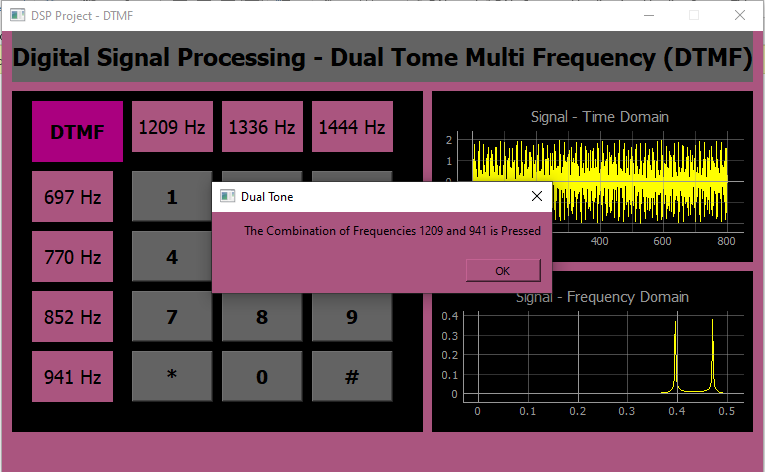 DSP Project - DTMF
Digital Signal Processing - Dual Tome Multi Frequency (DTMF)
DTMF 1209 Hz 1336 Hz 1444 Hz
697 Hz 1
770 Hz 4
852 Hz 7 8 9
941 Hz * 0 #
Dual Tone
The Combination of Frequencies 1209 and 941 is Pressed
OK
Signal - Time Domain
2
1
0
400 600 800
Signal - Frequency Domain
0.4
0.3
0.2
0.1
0
0 0.1 0.2 0.3 0.4 0.5